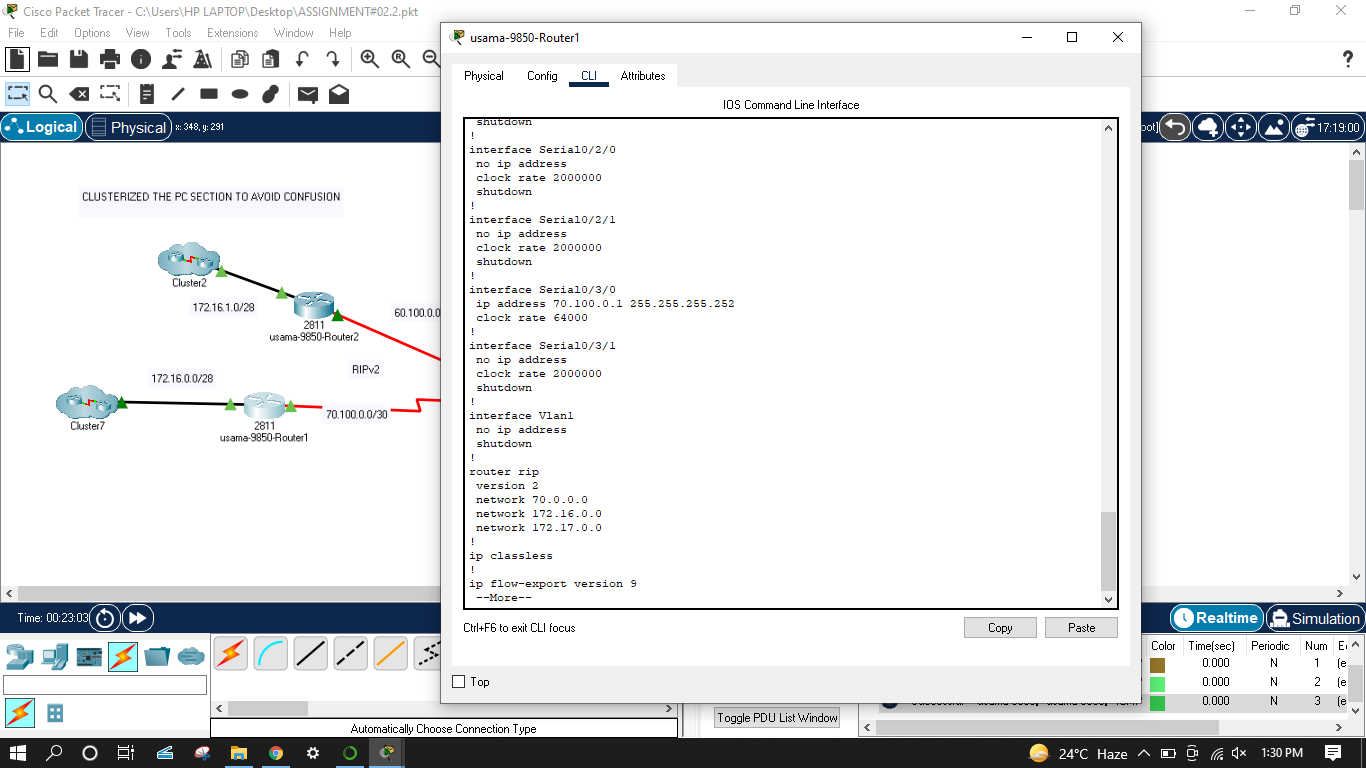 Cisco Packet Tracer - C:\Users\HP LAPTOP\Desktop\ASSIGNMENT#02.2.pkt
File Edit Options View Tools Extensions Window Help
Logical Physical x: 348, y: 291
17:19:00
CLUSTERIZED THE PC SECTION TO AVOID CONFUSION
Cluster2
172.16.1.0/28
2811
usama-9850-Router2
60.100.0.0
RIPv2
172.16.0.0/28
Cluster7
2811
usama-9850-Router1
70.100.0.0/30
usama-9850-Router1
Physical Config CLI Attributes
IOS Command Line Interface
shutdown
!
interface Serial0/2/0
no ip address
clock rate 2000000
shutdown
!
interface Serial0/2/1
no ip address
clock rate 2000000
shutdown
!
interface Serial0/3/0
ip address 70.100.0.1 255.255.255.252
clock rate 64000
!
interface Serial0/3/1
no ip address
clock rate 2000000
shutdown
!
interface Vlan1
no ip address
shutdown
!
router rip
version 2
network 70.0.0.0
network 172.16.0.0
network 172.17.0.0
!
ip classless
!
ip flow-export version 9
--More--
Ctrl+F6 to exit CLI focus
Copy Paste
Top
Time: 00:23:03
Realtime Simulation
Automatically Choose Connection Type
Toggle PDU List Window
Color Time(sec) Periodic Num
0.000 N 1 (e
0.000 N 2 (e
0.000 N 3 (e
24°C Haze 1:30 PM